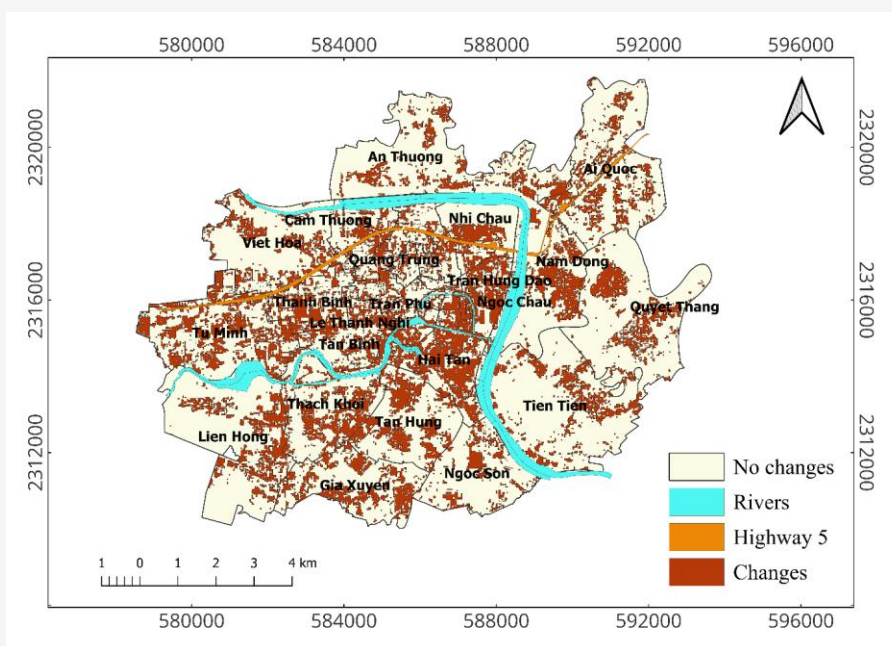 580000 584000 588000 592000 596000
2320000
2320000
2316000
2316000
2312000
2312000
An Thuong
Ai Quoc
Cam Thuong
Nhi Chau
Viet Hoa
Quang Trung
Nam Dong
Tran Hung Dao
Thanh Binh
Tran Phu
Ngoc Chau
Quyet Thang
Tu Minh
Le Thanh Nghi
Tan Binh
Hai Tan
Thach Khoi
Tien Tien
Tan Hung
Lien Hong
Ngoc Son
Gia Xuyen
No changes
Rivers
Highway 5
Changes
1 0 1 2 3 4 km
580000 584000 588000 592000 596000